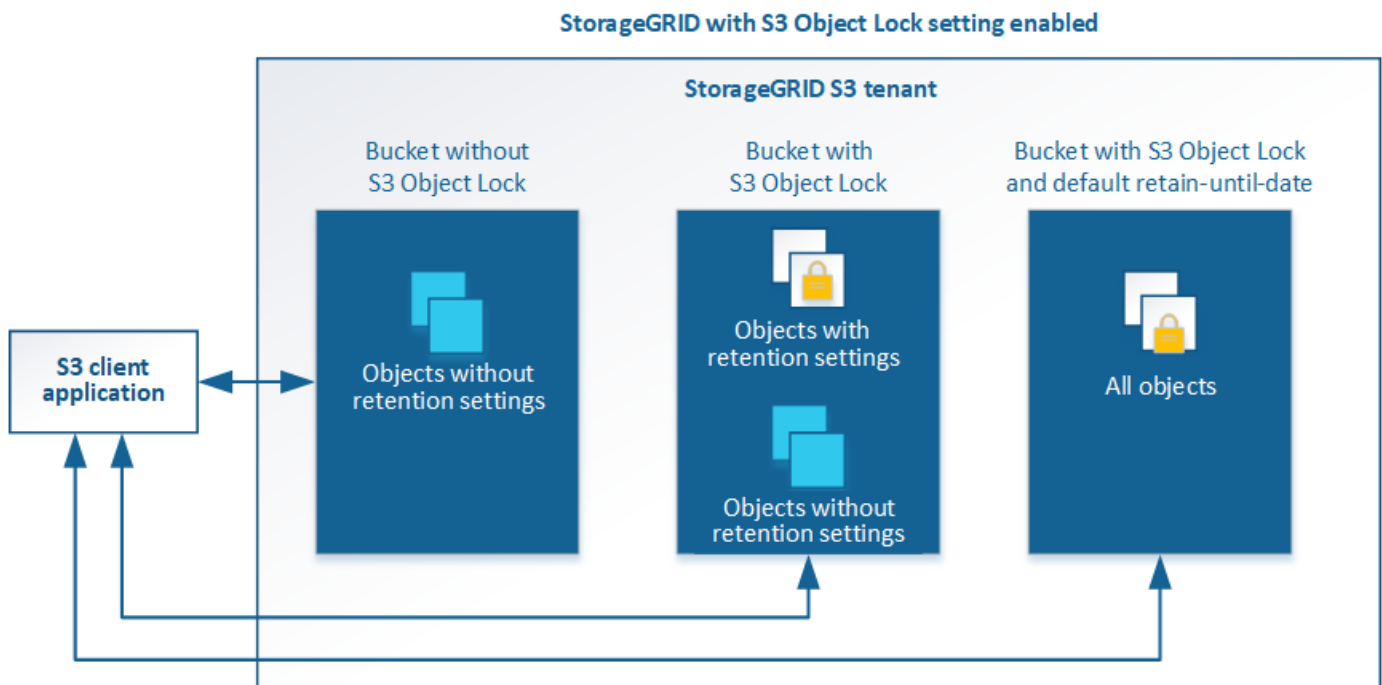 StorageGRID with S3 Object Lock setting enabled
StorageGRID S3 tenant
Bucket without
S3 Object Lock
Bucket with
S3 Object Lock
Bucket with S3 Object Lock
and default retain-until-date
S3 client
application
Objects without
retention settings
Objects with
retention settings
Objects without
retention settings
All objects